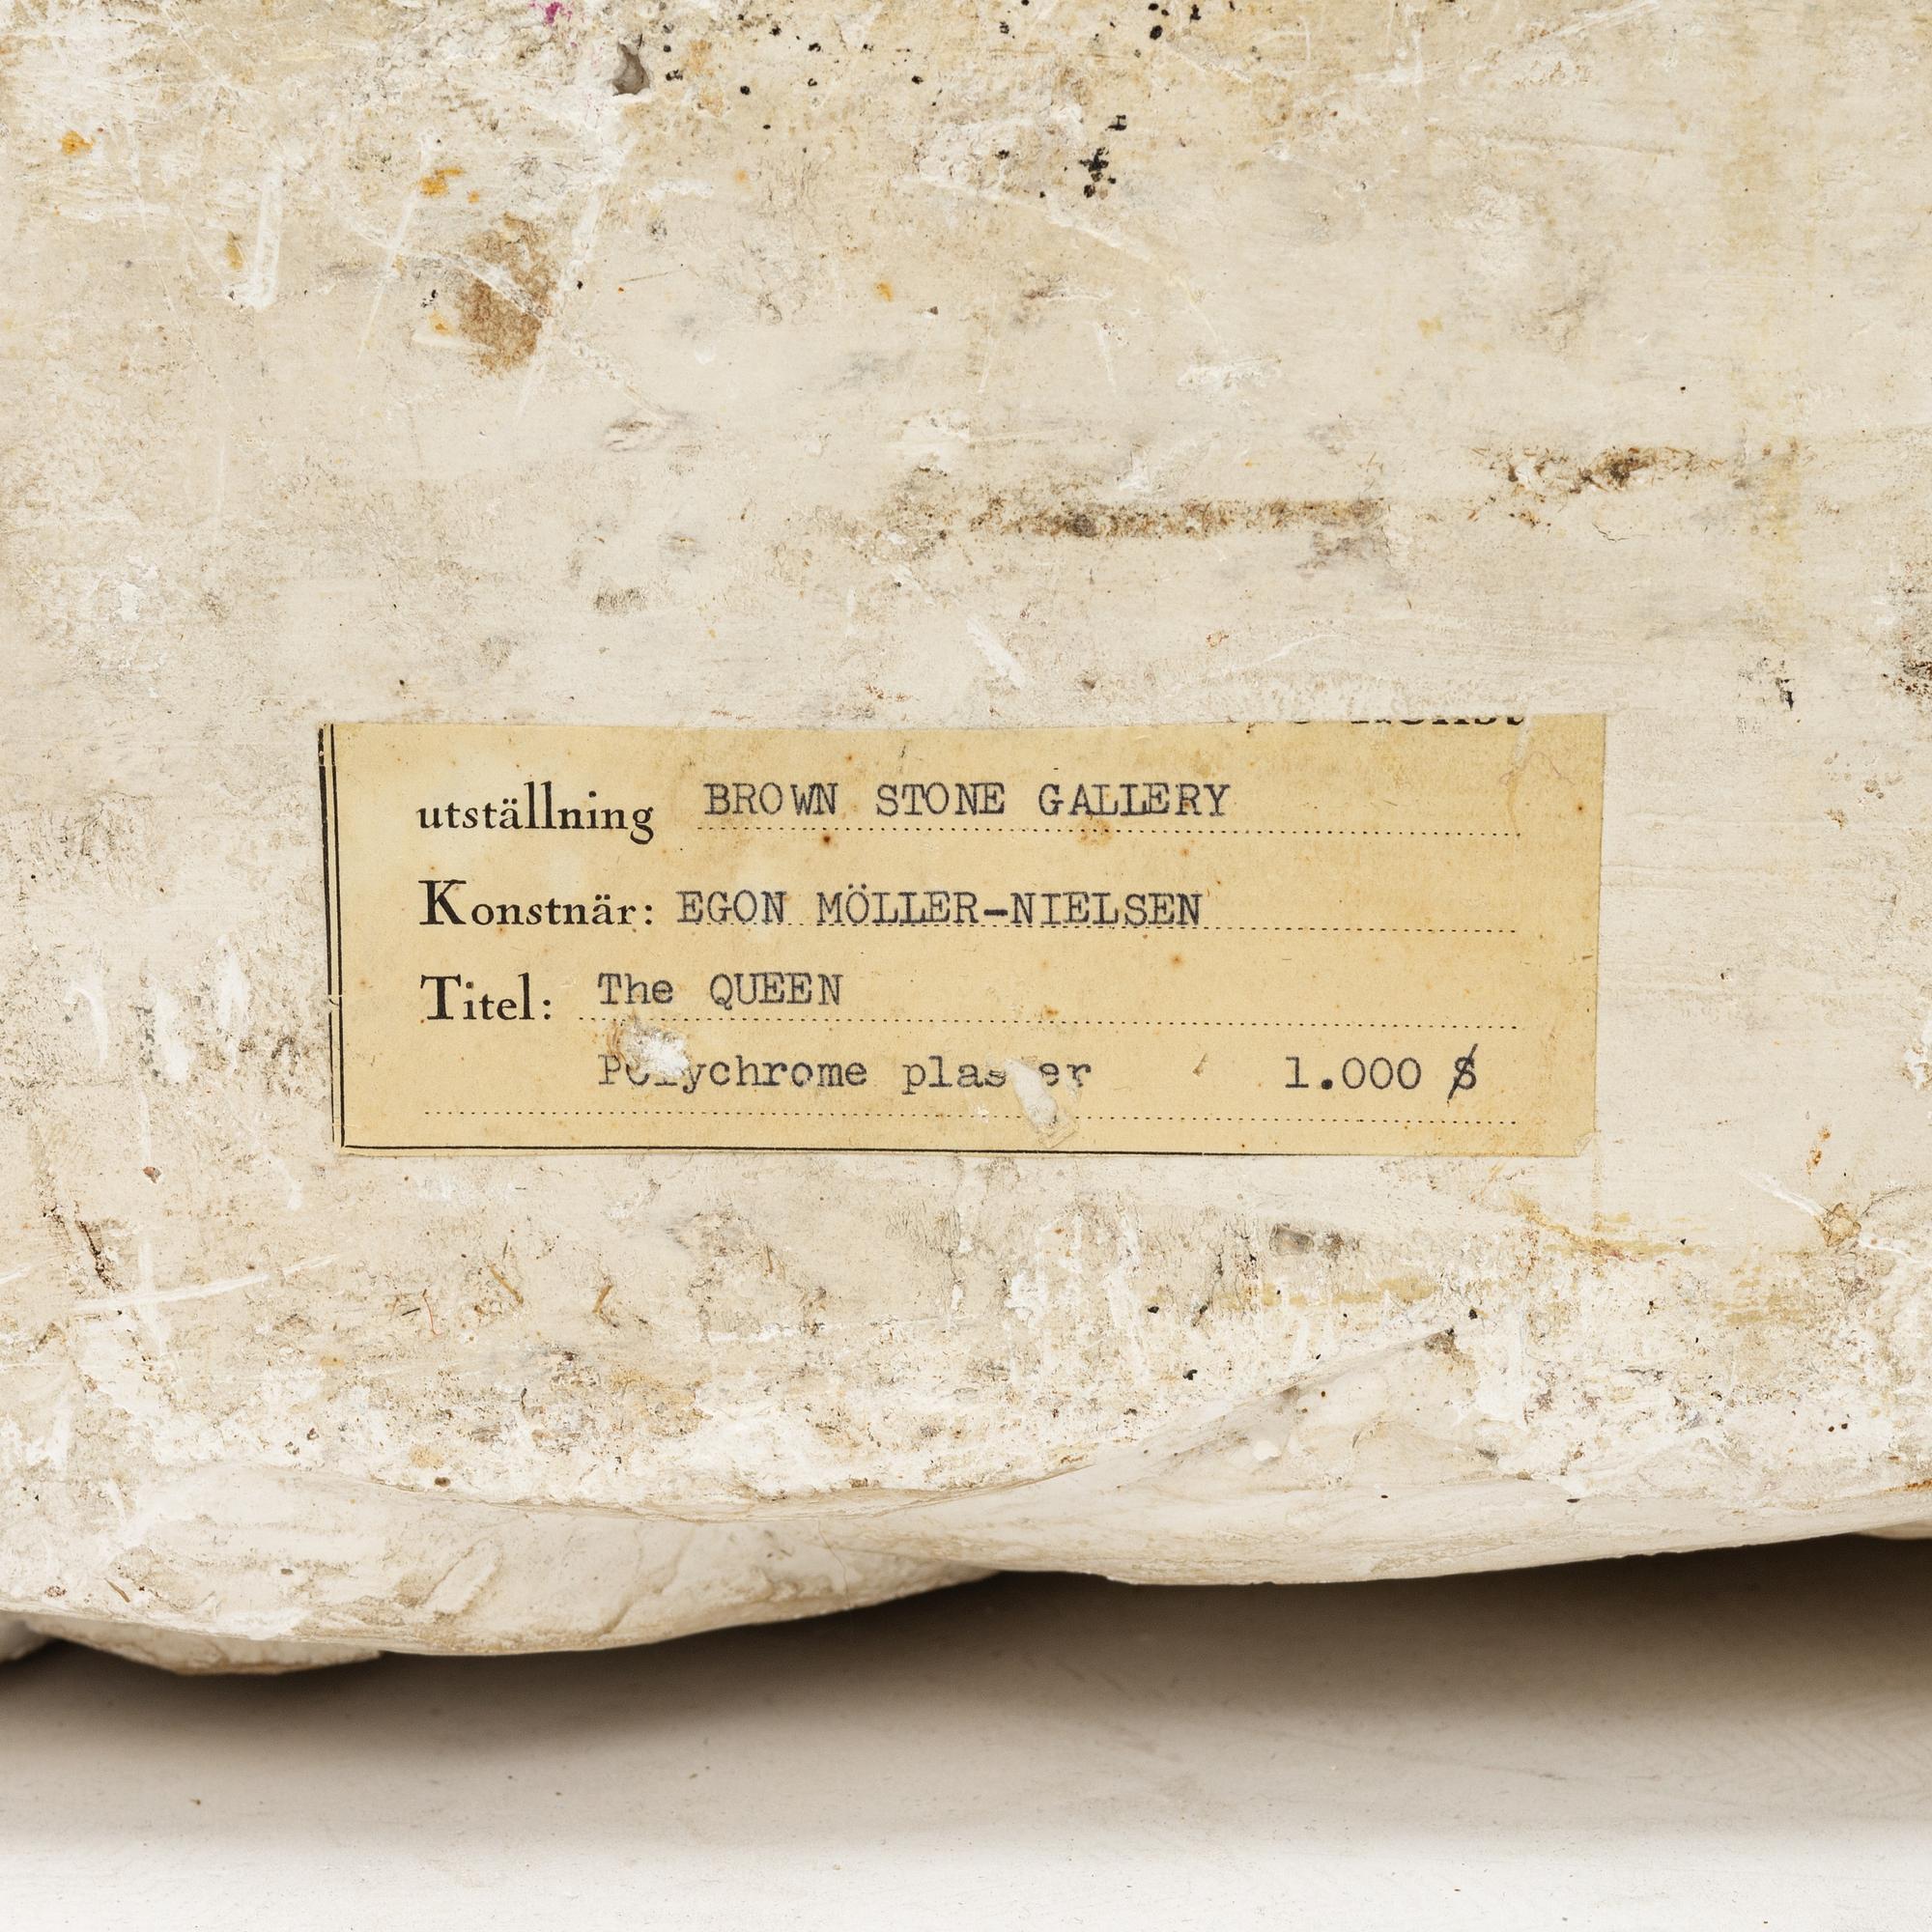 utställning BROWN STONE GALLERY
Konstnär: EGON MÖLLER-NIELSEN
Titel: The QUEEN
Polychrome plaster 1.000 $